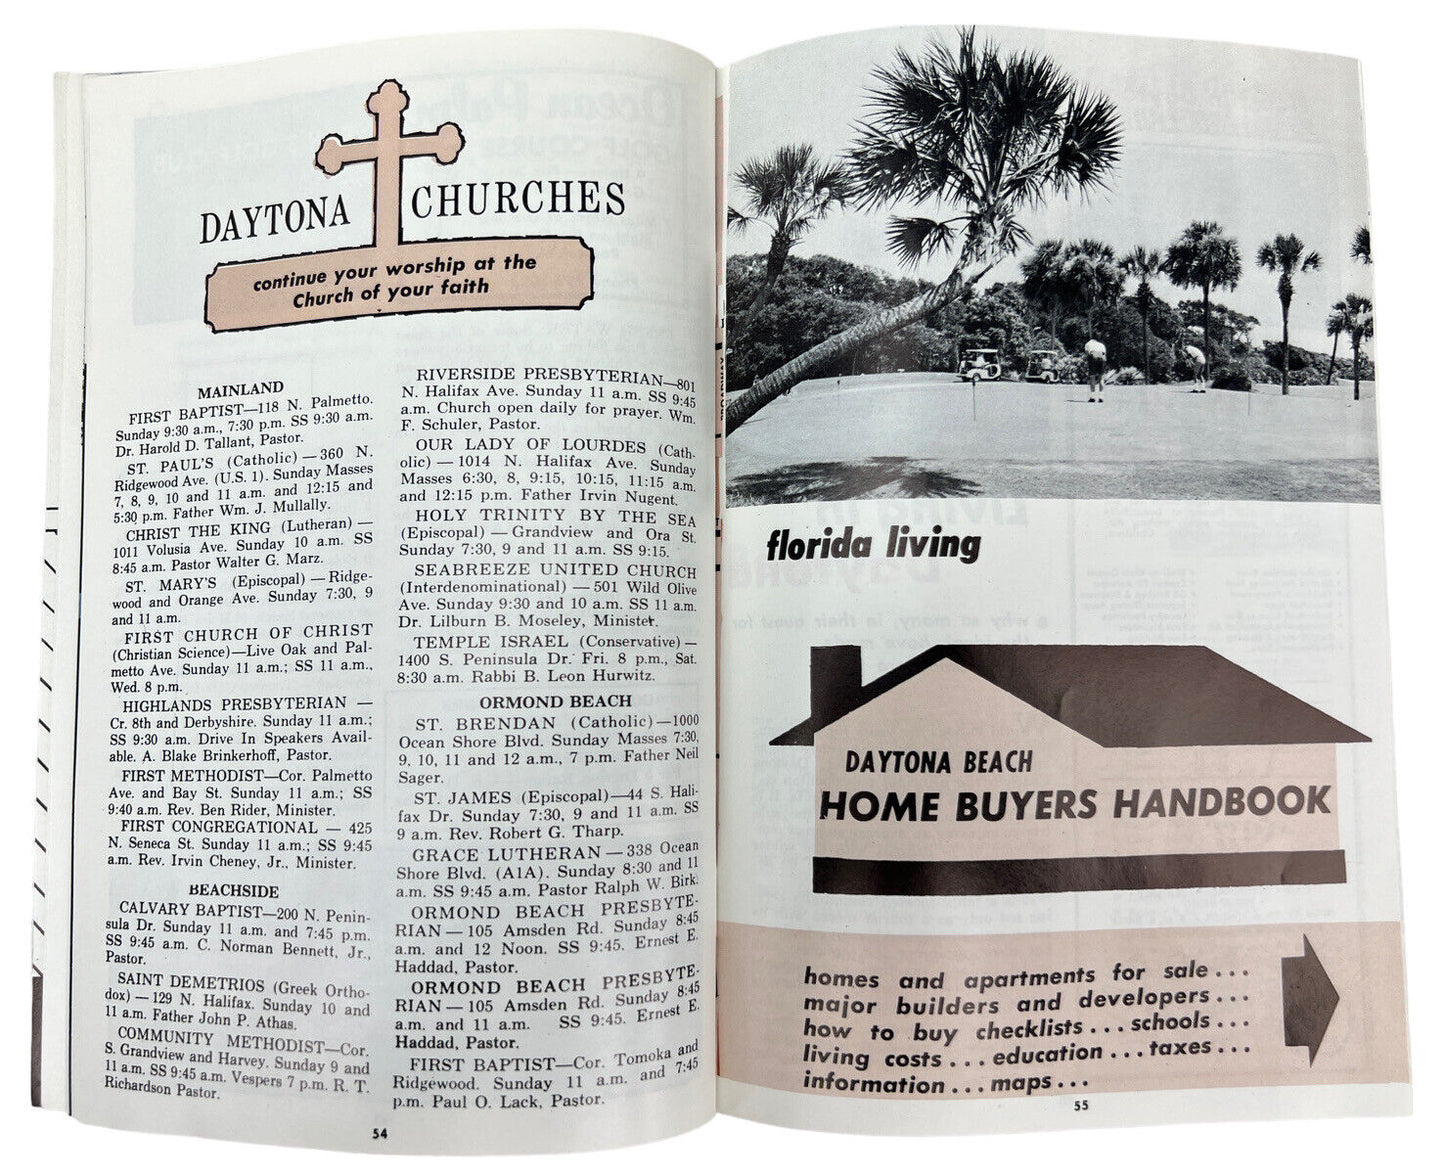 DAYTONA CHURCHES
continue your worship at the
Church of your faith
MAINLAND
FIRST BAPTIST—118 N. Palmetto.
Sunday 9:30 a.m., 7:30 p.m. SS 9:30 a.m.
Dr. Harold D. Tallant, Pastor.
ST. PAUL'S (Catholic) — 360 N.
Ridgewood Ave. (U.S. 1). Sunday Masses
7, 8, 9, 10 and 11 a.m. and 12:15 and
5:30 p.m. Father Wm. J. Mullally.
CHRIST THE KING (Lutheran) —
1011 Volusia Ave. Sunday 10 a.m. SS
8:45 a.m. Pastor Walter G. Marz.
ST. MARY'S (Episcopal) — Ridge-
wood and Orange Ave. Sunday 7:30, 9
and 11 a.m.
FIRST CHURCH OF CHRIST
(Christian Science)—Live Oak and Pal-
metto Ave. Sunday 11 a.m.; SS 11 a.m.,
Wed. 8 p.m.
HIGHLANDS PRESBYTERIAN —
Cr. 8th and Derbyshire. Sunday 11 a.m.;
SS 9:30 a.m. Drive In Speakers Avail-
able. A. Blake Brinkerhoff, Pastor.
FIRST METHODIST—Cor. Palmetto
Ave. and Bay St. Sunday 11 a.m.; SS
9:40 a.m. Rev. Ben Rider, Minister.
FIRST CONGREGATIONAL — 425
N. Seneca St. Sunday 11 a.m.; SS 9:45
a.m. Rev. Irvin Cheney, Jr., Minister.
BEACHSIDE
CALVARY BAPTIST—200 N. Penin-
sula Dr. Sunday 11 a.m. and 7:45 p.m.
SS 9:45 a.m. C. Norman Bennett, Jr.,
Pastor.
SAINT DEMETRIOS (Greek Ortho-
dox) — 129 N. Halifax. Sunday 10 and
11 a.m. Father John P. Athas.
COMMUNITY METHODIST—Cor.
S. Grandview and Harvey. Sunday 9 and
11 a.m. SS 9:45 a.m. Vespers 7 p.m. R. T.
Richardson Pastor.
RIVERSIDE PRESBYTERIAN—801
N. Halifax Ave. Sunday 11 a.m. SS 9:45
a.m. Church open daily for prayer. Wm.
F. Schuler, Pastor.
OUR LADY OF LOURDES (Cath-
olic) — 1014 N. Halifax Ave. Sunday
Masses 6:30, 8, 9:15, 10:15, 11:15 a.m.
and 12:15 p.m. Father Irvin Nugent.
HOLY TRINITY BY THE SEA
(Episcopal) — Grandview and Ora St.
Sunday 7:30, 9 and 11 a.m. SS 9:15.
SEABREEZE UNITED CHURCH
(Interdenominational) — 501 Wild Olive
Ave. Sunday 9:30 and 10 a.m. SS 11 a.m.
Dr. Lilburn B. Moseley, Minister.
TEMPLE ISRAEL (Conservative) —
1400 S. Peninsula Dr. Fri. 8 p.m., Sat.
8:30 a.m. Rabbi B. Leon Hurwitz.
ORMOND BEACH
ST. BRENDAN (Catholic)—1000
Ocean Shore Blvd. Sunday Masses 7:30,
9, 10, 11 and 12 a.m., 7 p.m. Father Neil
Sager.
ST. JAMES (Episcopal)—44 S. Hali-
fax Dr. Sunday 7:30, 9 and 11 a.m. SS
9 a.m. Rev. Robert G. Tharp.
GRACE LUTHERAN — 338 Ocean
Shore Blvd. (A1A). Sunday 8:30 and 11
a.m. SS 9:45 a.m. Pastor Ralph W. Birk.
ORMOND BEACH PRESBYTE-
RIAN — 105 Amsden Rd. Sunday 8:45
a.m. and 12 Noon. SS 9:45. Ernest E.
Haddad, Pastor.
ORMOND BEACH PRESBYTE-
RIAN — 105 Amsden Rd. Sunday 8:45
a.m. and 11 a.m. SS 9:45. Ernest E.
Haddad, Pastor.
FIRST BAPTIST—Cor. Tomoka and
Ridgewood. Sunday 11 a.m. and 7:45
p.m. Paul O. Lack, Pastor.
54
BROADWAY
florida living
DAYTONA BEACH
HOME BUYERS HANDBOOK
homes and apartments for sale . . .
major builders and developers . . .
how to buy checklists . . . schools . . .
living costs . . . education . . . taxes . . .
information . . . maps . . .
55